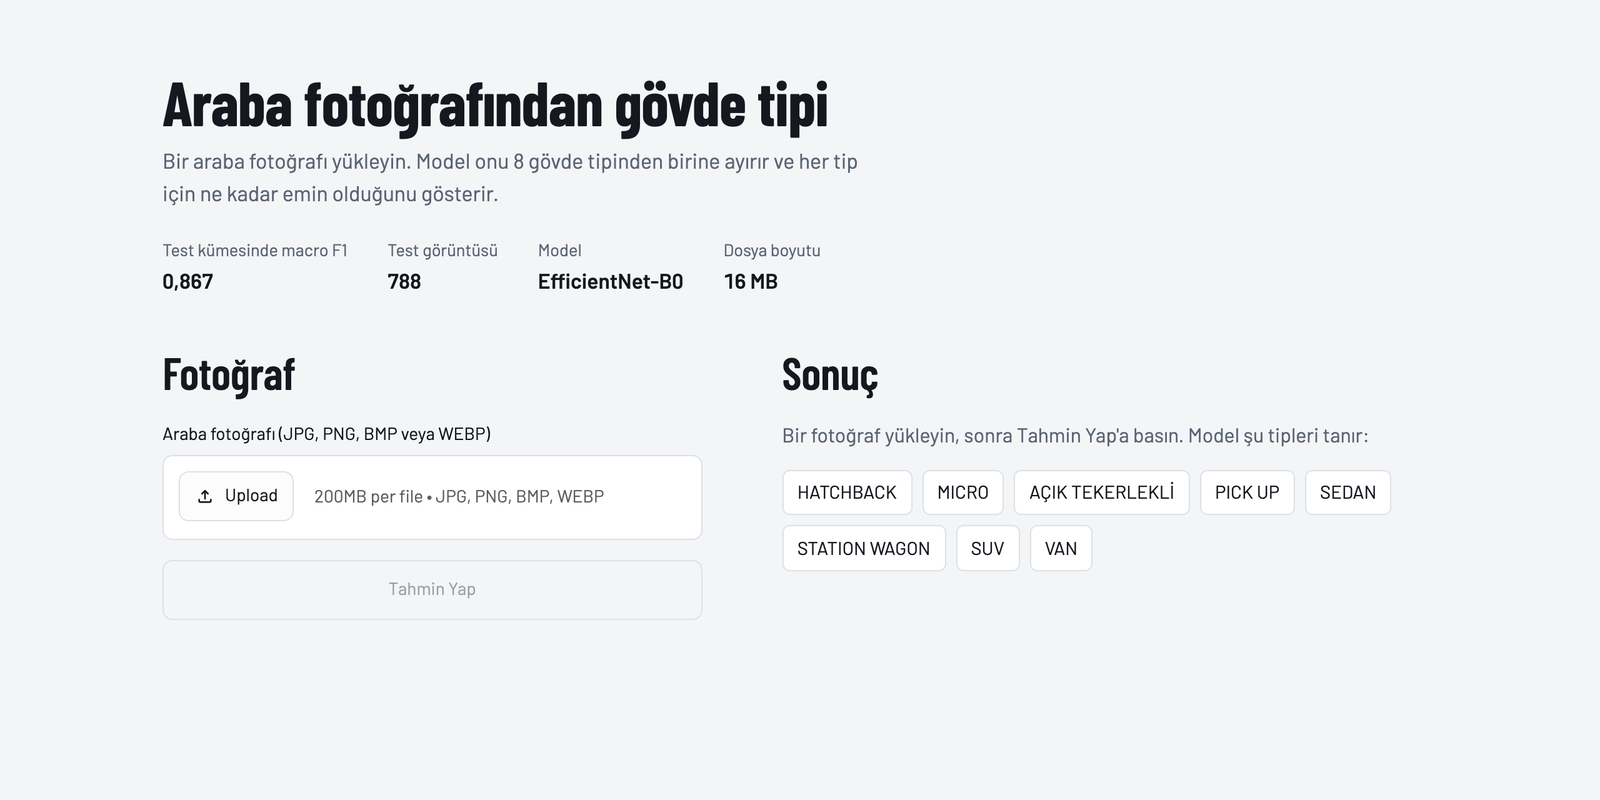 Araba fotoğrafından gövde tipi
Bir araba fotoğrafı yükleyin. Model onu 8 gövde tipinden birine ayırır ve her tip
için ne kadar emin olduğunu gösterir.
Test kümesinde macro F1
0,867
Test görüntüsü
788
Model
EfficientNet-B0
Dosya boyutu
16 MB
Fotoğraf
Araba fotoğrafı (JPG, PNG, BMP veya WEBP)
Upload 200MB per file • JPG, PNG, BMP, WEBP
Tahmin Yap
Sonuç
Bir fotoğraf yükleyin, sonra Tahmin Yap'a basın. Model şu tipleri tanır:
HATCHBACK MICRO AÇIK TEKERLEKLİ PICK UP SEDAN
STATION WAGON SUV VAN